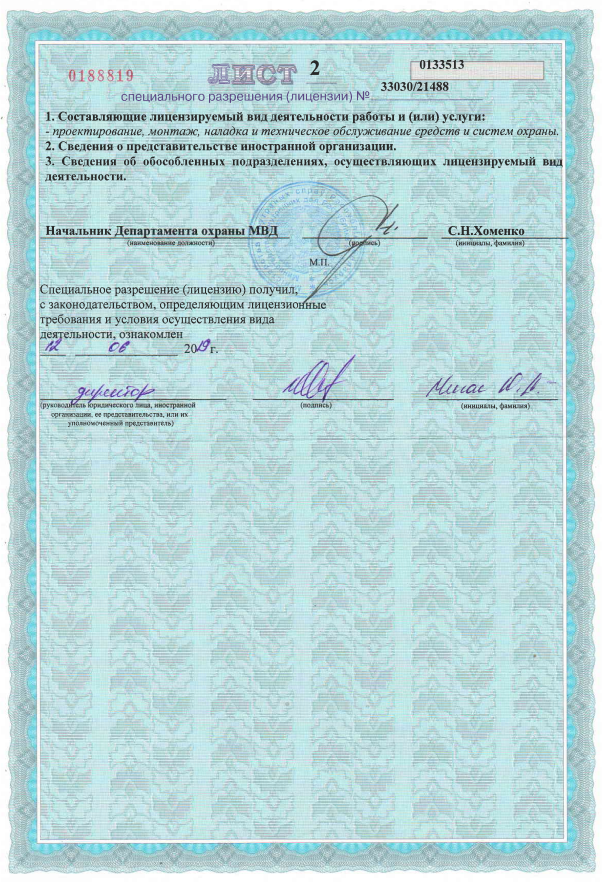 0188819 ЛИСТ 2 0133513
специального разрешения (лицензии) № 33030/21488
1. Составляющие лицензируемый вид деятельности работы и (или) услуги:
- проектирование, монтаж, наладка и техническое обслуживание средств и систем охраны.
2. Сведения о представительстве иностранной организации.
3. Сведения об обособленных подразделениях, осуществляющих лицензируемый вид
деятельности.
Начальник Департамента охраны МВД С.Н.Хоменко
(наименование должности) (подпись) (инициалы, фамилия)
М.П.
Специальное разрешение (лицензию) получил,
с законодательством, определяющим лицензионные
требования и условия осуществления вида
деятельности, ознакомлен
12 06 2019г.
директор
(руководитель юридического лица, иностранной (подпись) (инициалы, фамилия)
организации, ее представительства, или их
уполномоченный представитель)